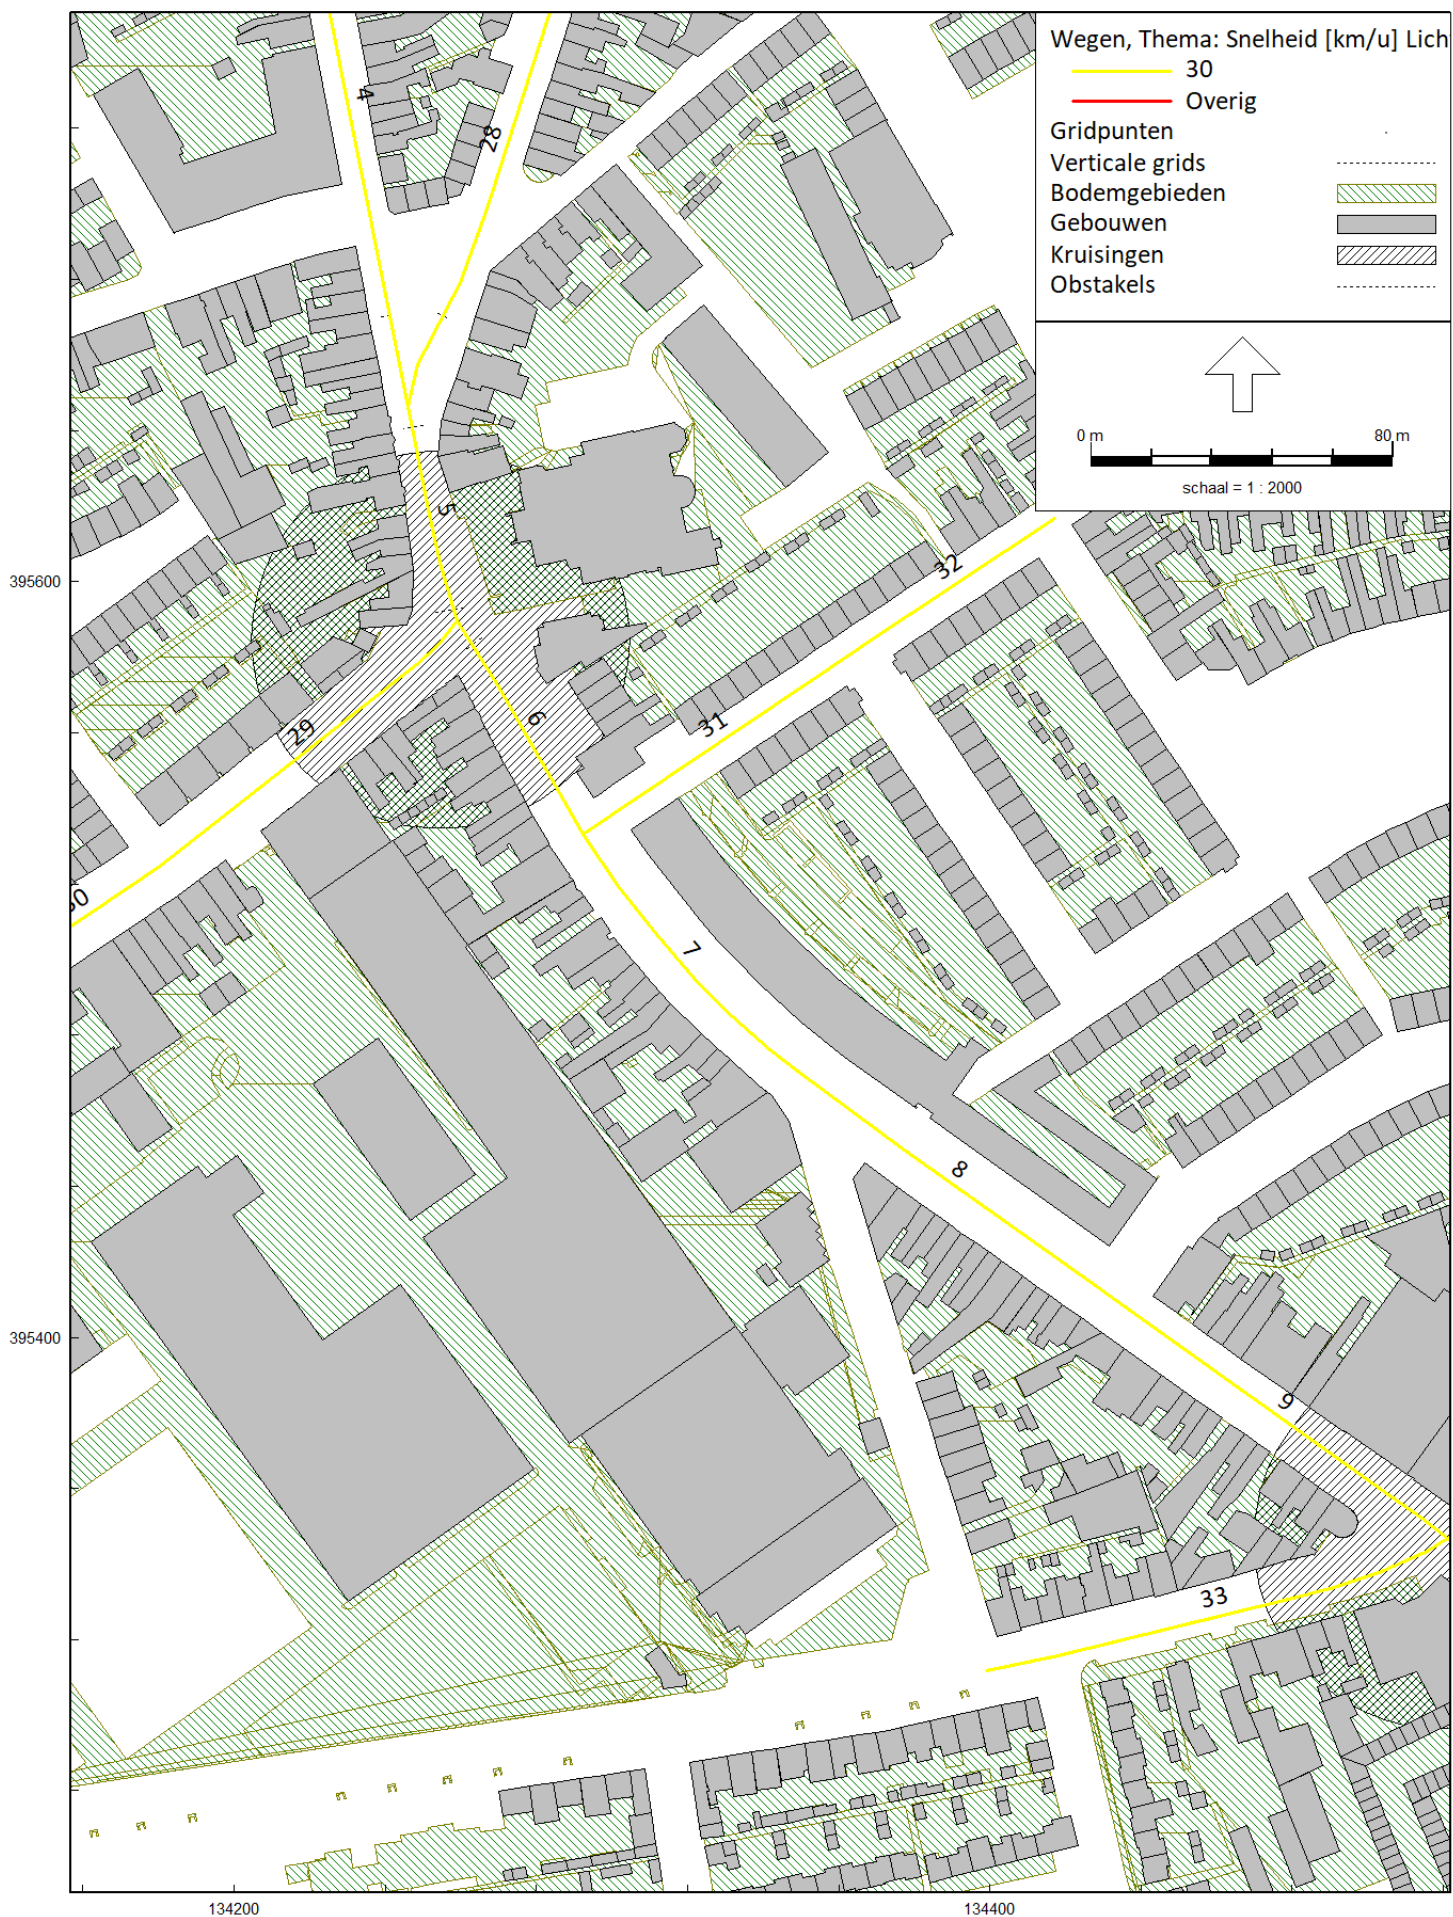 Wegen, Thema: Snelheid [km/u] Lich
30
Overig
Gridpunten
Verticale grids
Bodemgebieden
Gebouwen
Kruisingen
Obstakels
0 m 80 m
schaal = 1 : 2000
4
28
5
395600
32
6
31
29
30
7
8
395400
9
33
134200 134400